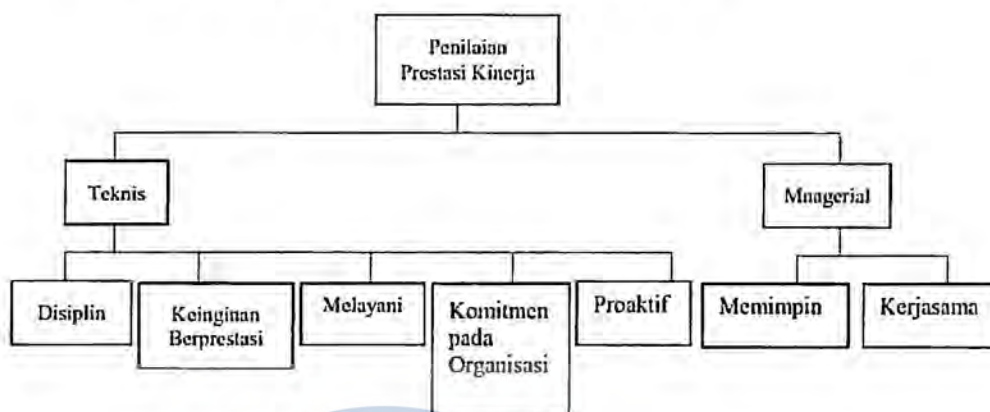 Penilaian
Prestasi Kinerja
Teknis
Mnagerial
Disiplin
Keinginan
Berprestasi
Melayani
Komitmen
pada
Organisasi
Proaktif
Memimpin
Kerjasama